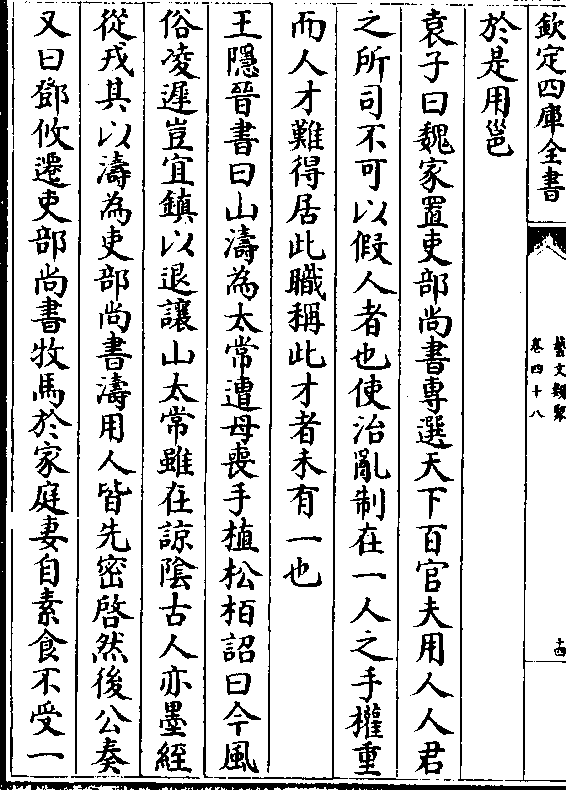 欽定四庫全書
藝文類聚
卷四十八
十四
於是用邕
袁子曰魏家置吏部尚書專選天下百官夫用人人君
之所司不可以假人者也使治亂制在一人之手權重
而人才難得居此職稱此才者未有一也
王隱晉書曰山濤為太常遭母喪手植松栢詔曰今風
俗凌遲豈宜鎮以退讓山太常雖在諒陰古人亦墨絰
從戎其以濤為吏部尚書濤用人皆先密啓然後公奏
又曰鄧攸遷吏部尚書牧馬於家庭妻自素食不受一